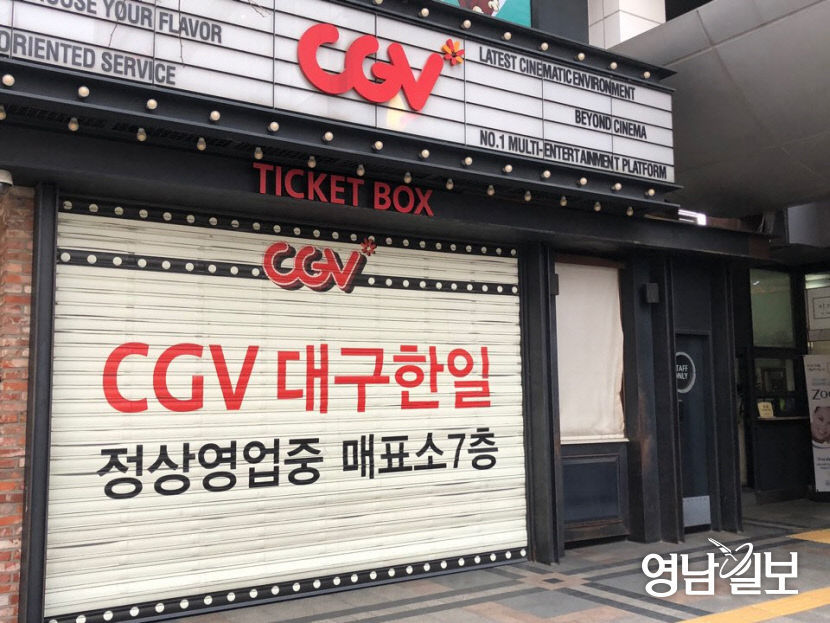 CHOOSE YOUR FLAVOR
ORIENTED SERVICE
CGV
LATEST CINEMATIC ENVIRONMENT
BEYOND CINEMA
NO.1 MULTI-ENTERTAINMENT PLATFORM
TICKET BOX
CGV
CGV 대구한일
정상영업중 매표소7층
STAFF
ONLY
영남일보